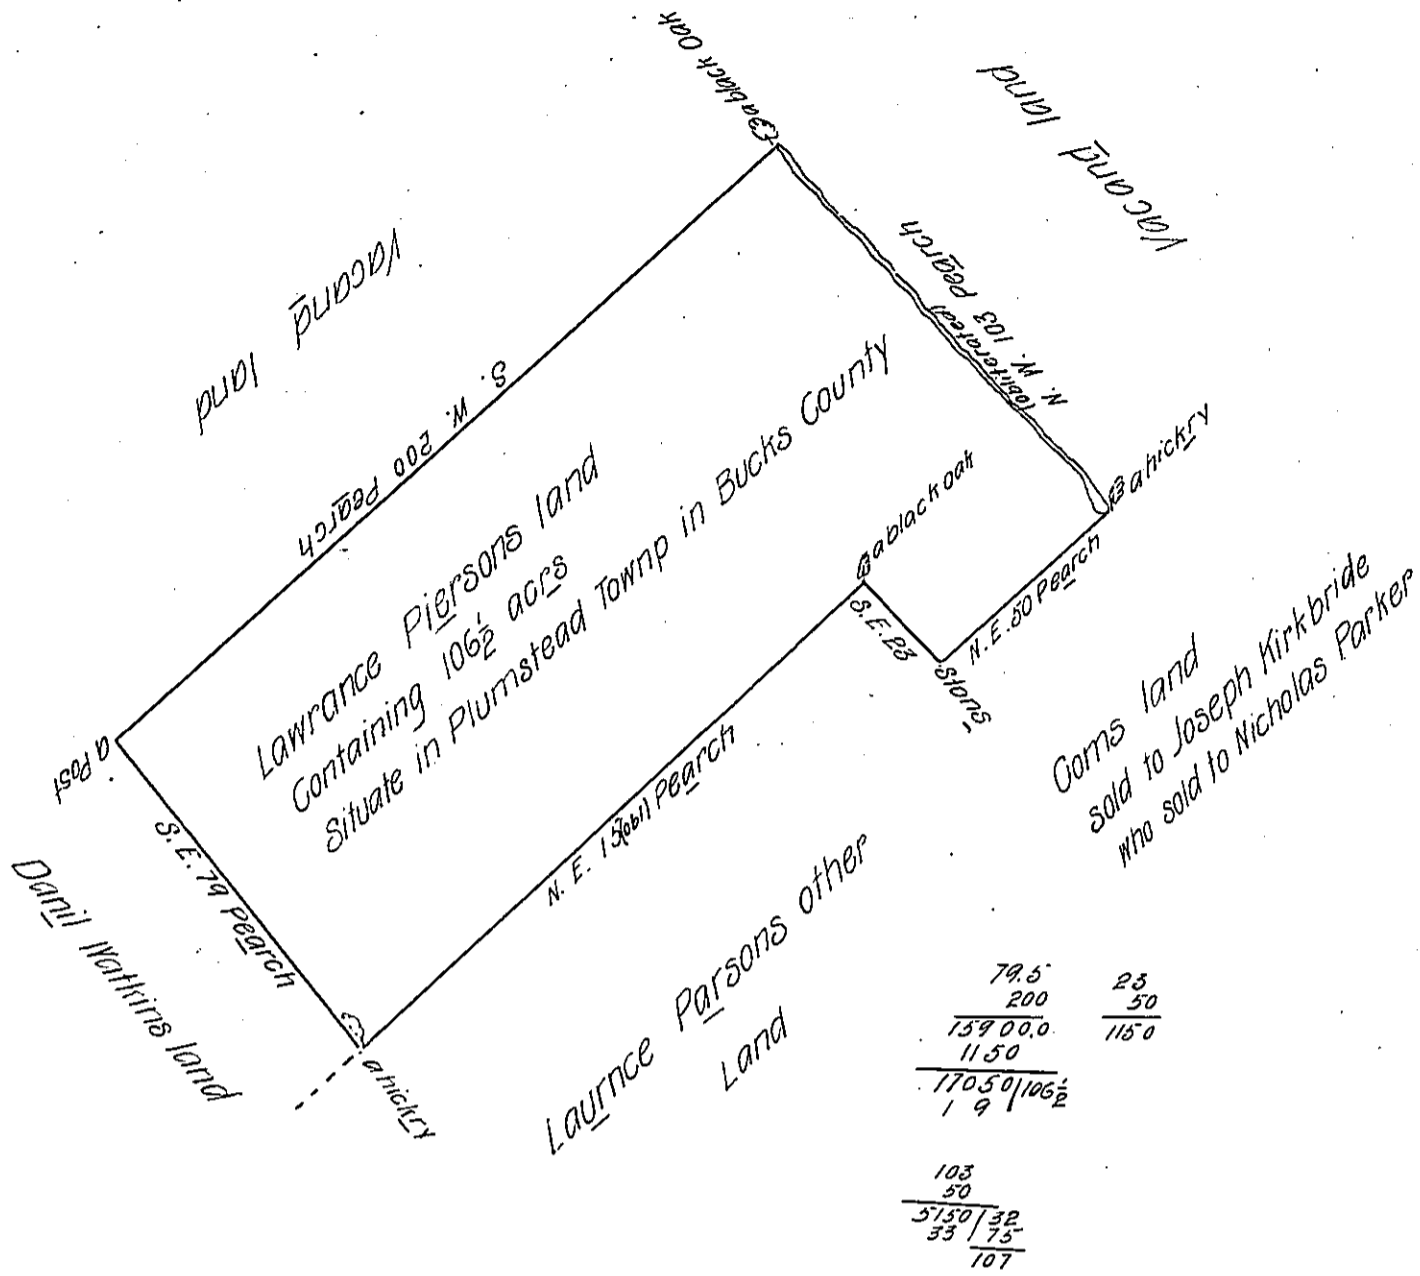 a black Oak
Vacand land
Vacand land
S. W. 200 Pearch
N. W. 103 Pearch
(obliterated)
a hickry
a black oak
S.E. 23
Stons
N.E. 50 Pearch
Lawrance Piersons land
Containing 106½ acrs
Situate in Plumstead Townp in Bucks County
a Post
S. E. 79 Pearch
Danil Watkins land
a hickry
N. E. 15(obl) Pearch
Laurnce Parsons other
Land
land
sold to Joseph Kirkbride
who sold to Nicholas Parker
79.5
200
15900.0
1150
17050/106½
1 9
23
50
1150
103
50
5150/32
33/75
107